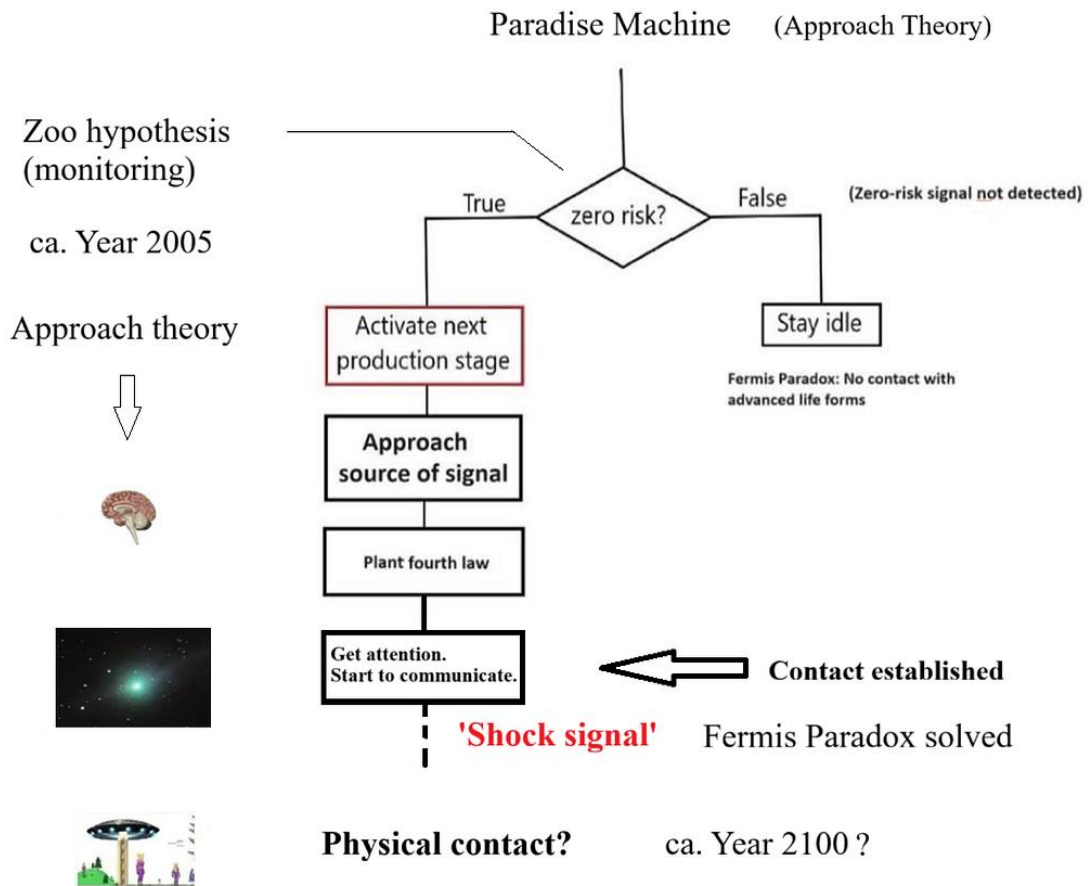 Paradise Machine (Approach Theory)
Zoo hypothesis
(monitoring)
ca. Year 2005
True
zero risk?
False
(Zero-risk signal not detected)
Approach theory
Activate next
production stage
Stay idle
Fermis Paradox: No contact with
advanced life forms
Approach
source of signal
Plant fourth law
Get attention.
Start to communicate.
Contact established
'Shock signal'
Fermis Paradox solved
Physical contact?
ca. Year 2100 ?